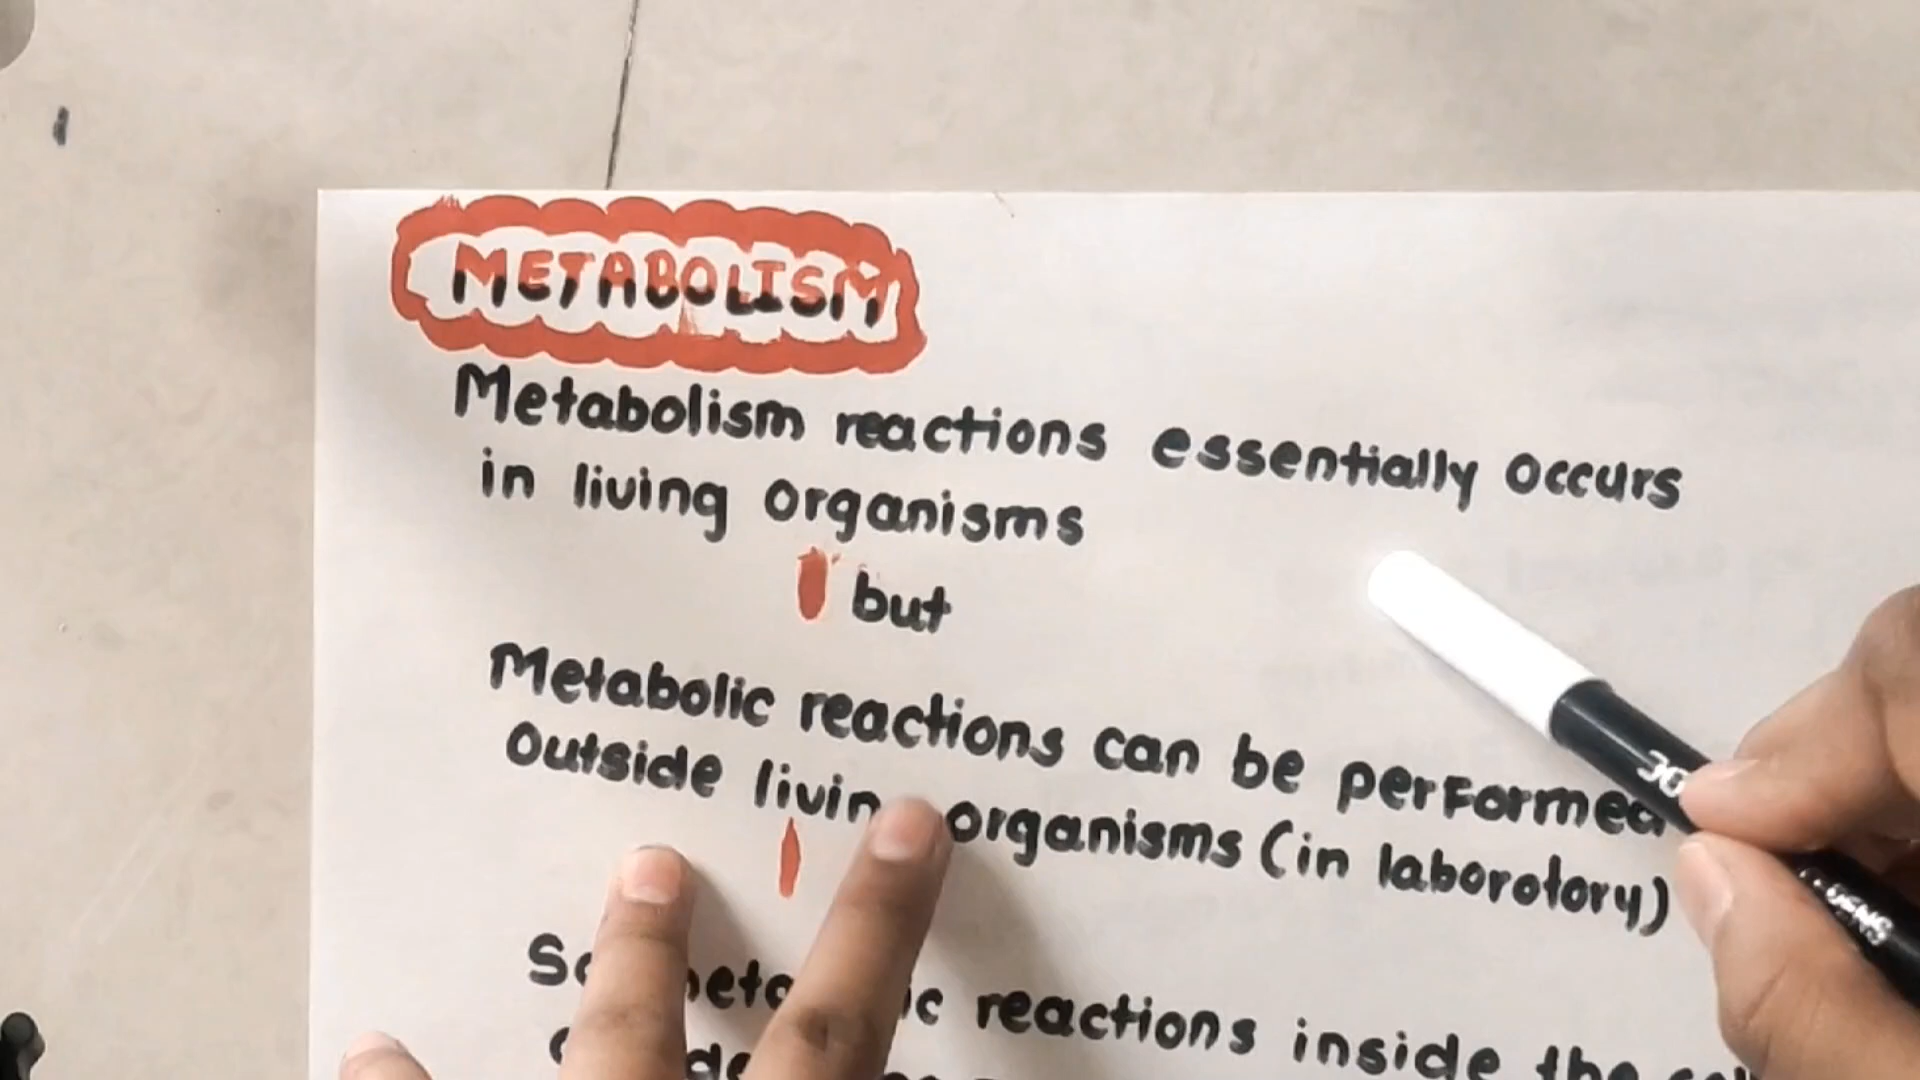 METABOLISM
Metabolism reactions essentially occurs
in living organisms
but
Metabolic reactions can be performed
outside livin organisms (in laborotory)
So reactions inside the